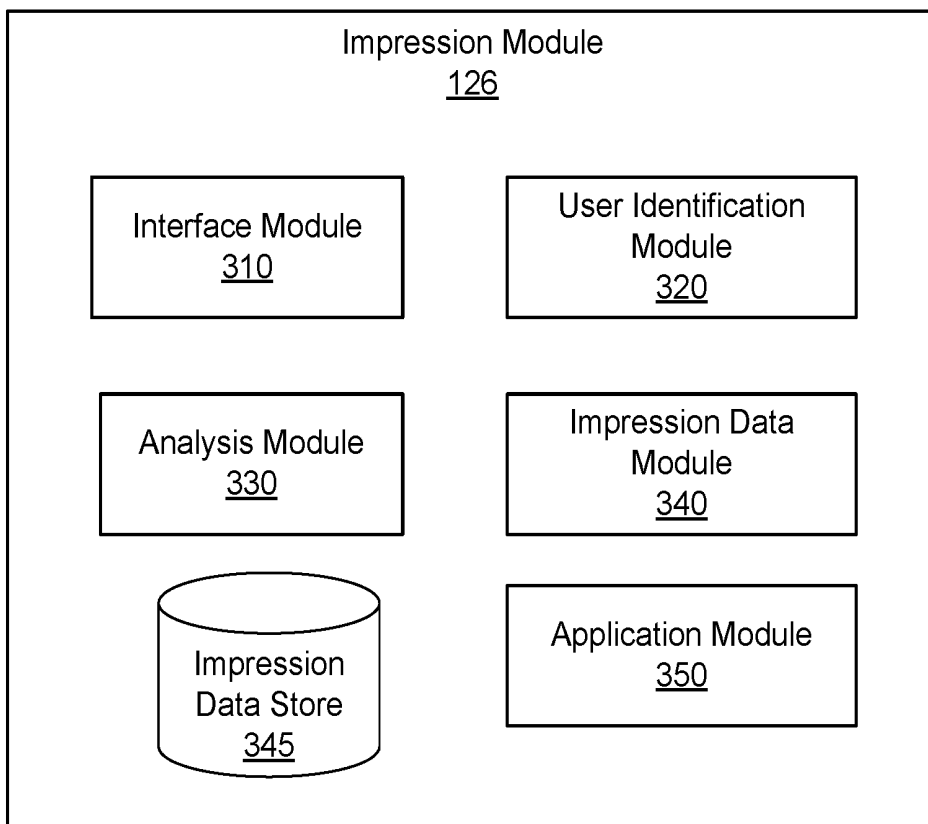 Impression Module
126
Interface Module
310
User Identification
Module
320
Analysis Module
330
Impression Data
Module
340
Impression
Data Store
345
Application Module
350